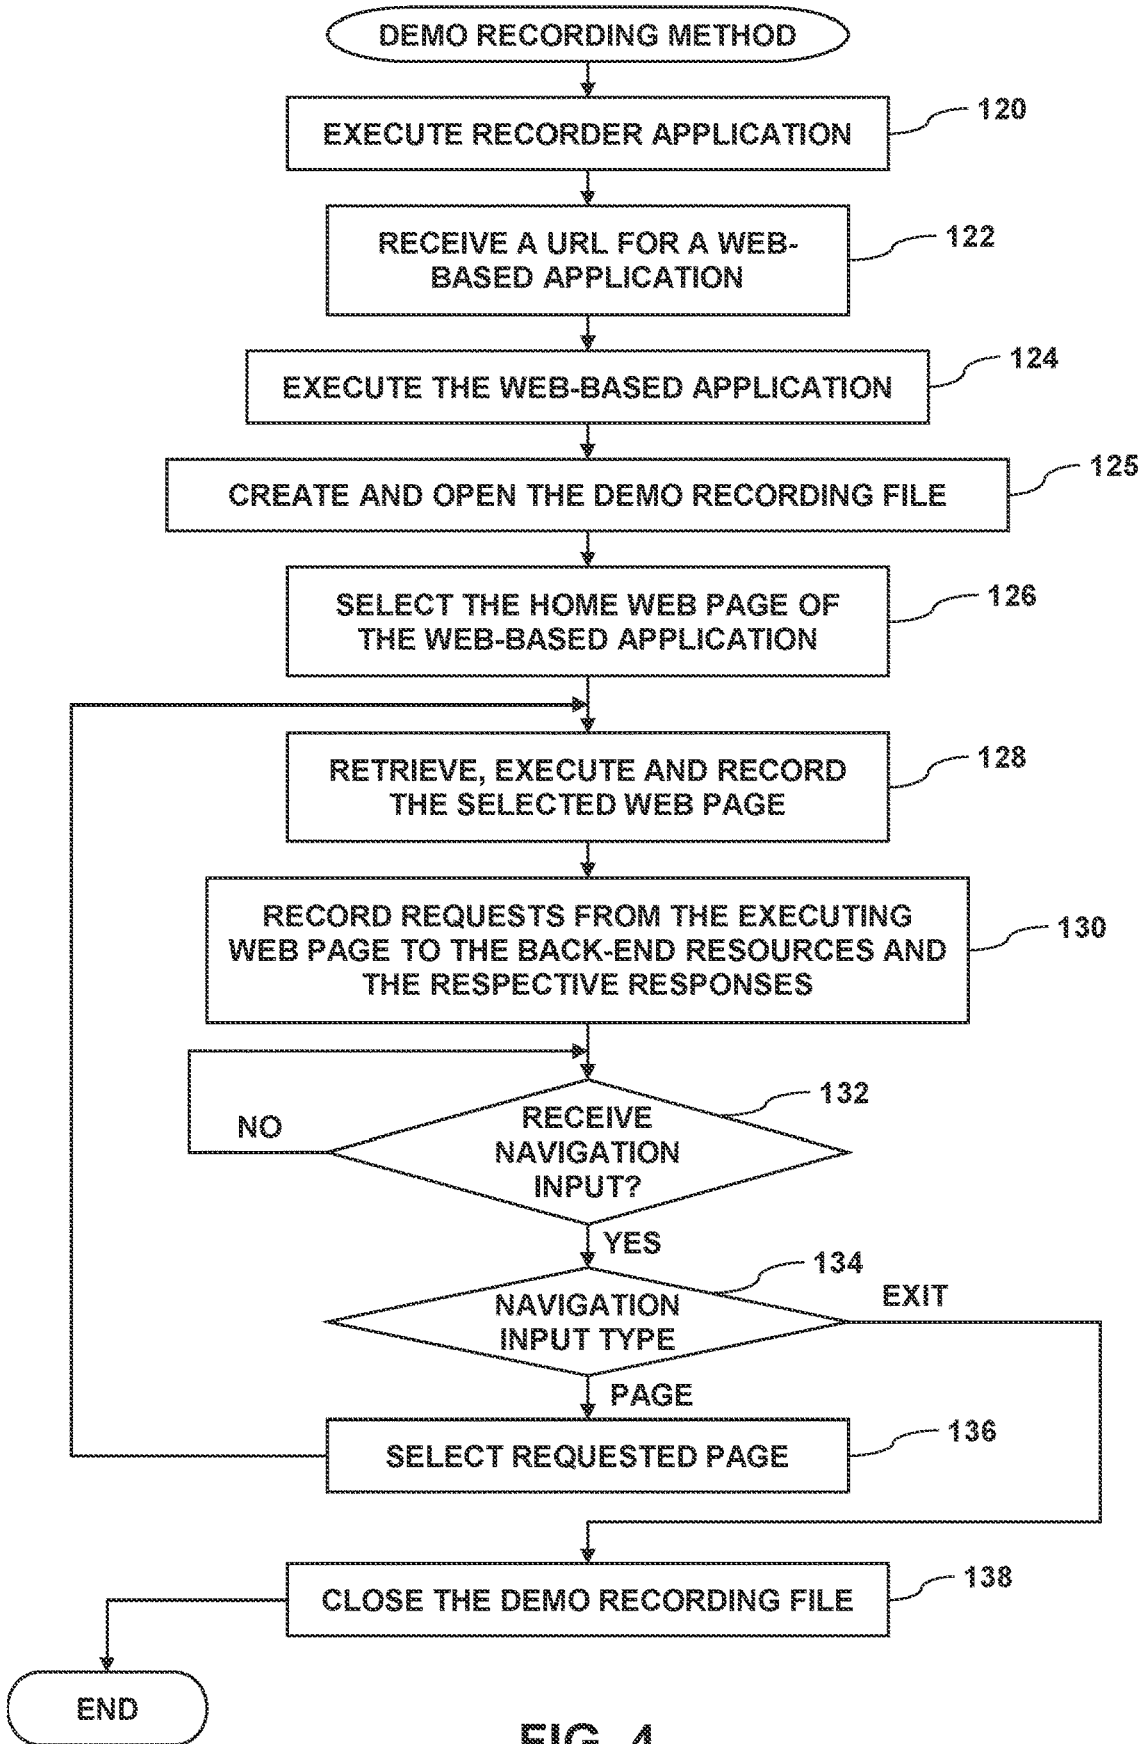 DEMO RECORDING METHOD
EXECUTE RECORDER APPLICATION
120
RECEIVE A URL FOR A WEB-
BASED APPLICATION
122
EXECUTE THE WEB-BASED APPLICATION
124
CREATE AND OPEN THE DEMO RECORDING FILE
125
SELECT THE HOME WEB PAGE OF
THE WEB-BASED APPLICATION
126
RETRIEVE, EXECUTE AND RECORD
THE SELECTED WEB PAGE
128
RECORD REQUESTS FROM THE EXECUTING
WEB PAGE TO THE BACK-END RESOURCES AND
THE RESPECTIVE RESPONSES
130
RECEIVE
NAVIGATION
INPUT?
132
NO
YES
NAVIGATION
INPUT TYPE
134
EXIT
PAGE
SELECT REQUESTED PAGE
136
CLOSE THE DEMO RECORDING FILE
138
END
FIG. 4